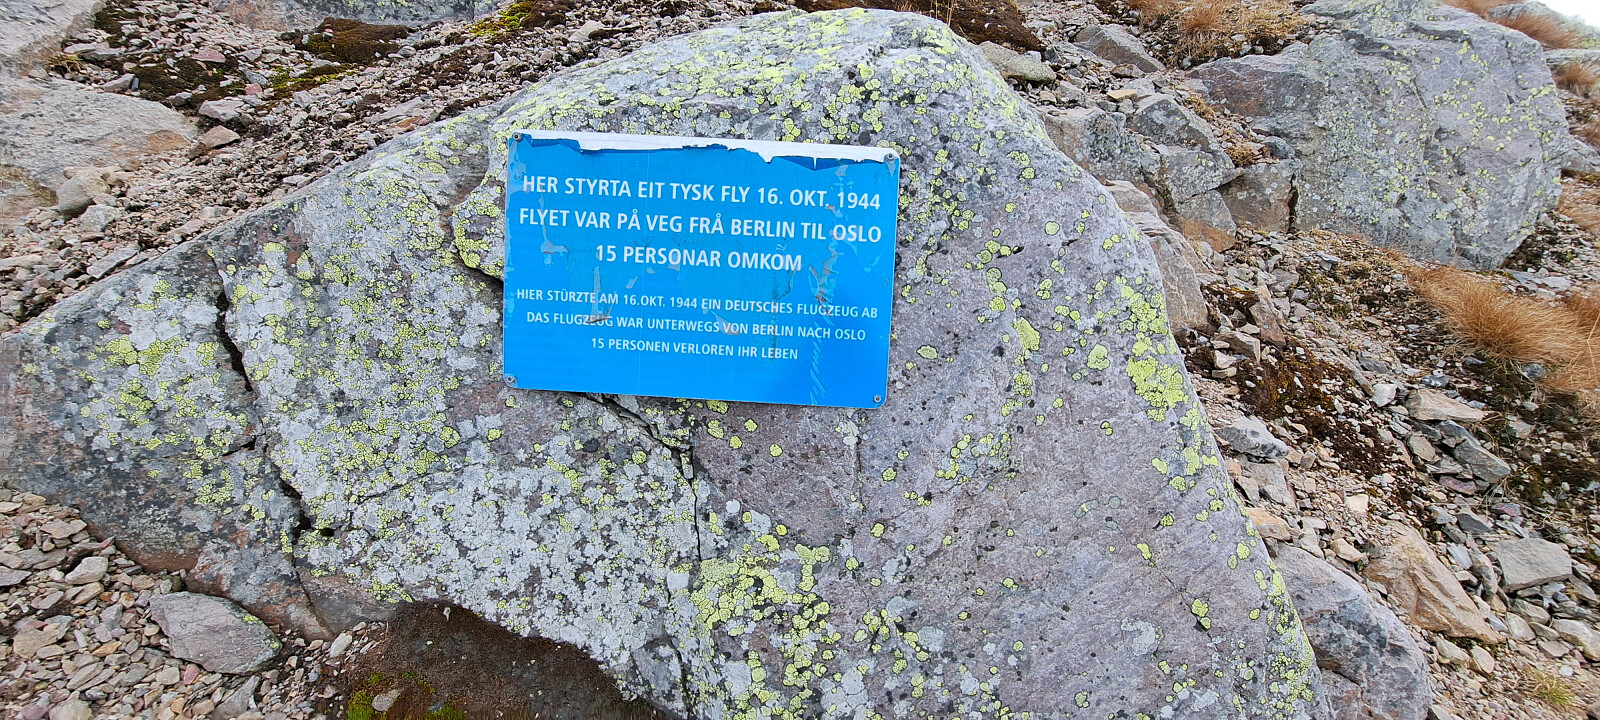 HER STYRTA EIT TYSK FLY 16. OKT. 1944
FLYET VAR PÅ VEG FRÅ BERLIN TIL OSLO
15 PERSONAR OMKOM
HIER STÜRZTE AM 16.OKT. 1944 EIN DEUTSCHES FLUGZEUG AB
DAS FLUGZEUG WAR UNTERWEGS VON BERLIN NACH OSLO
15 PERSONEN VERLOREN IHR LEBEN